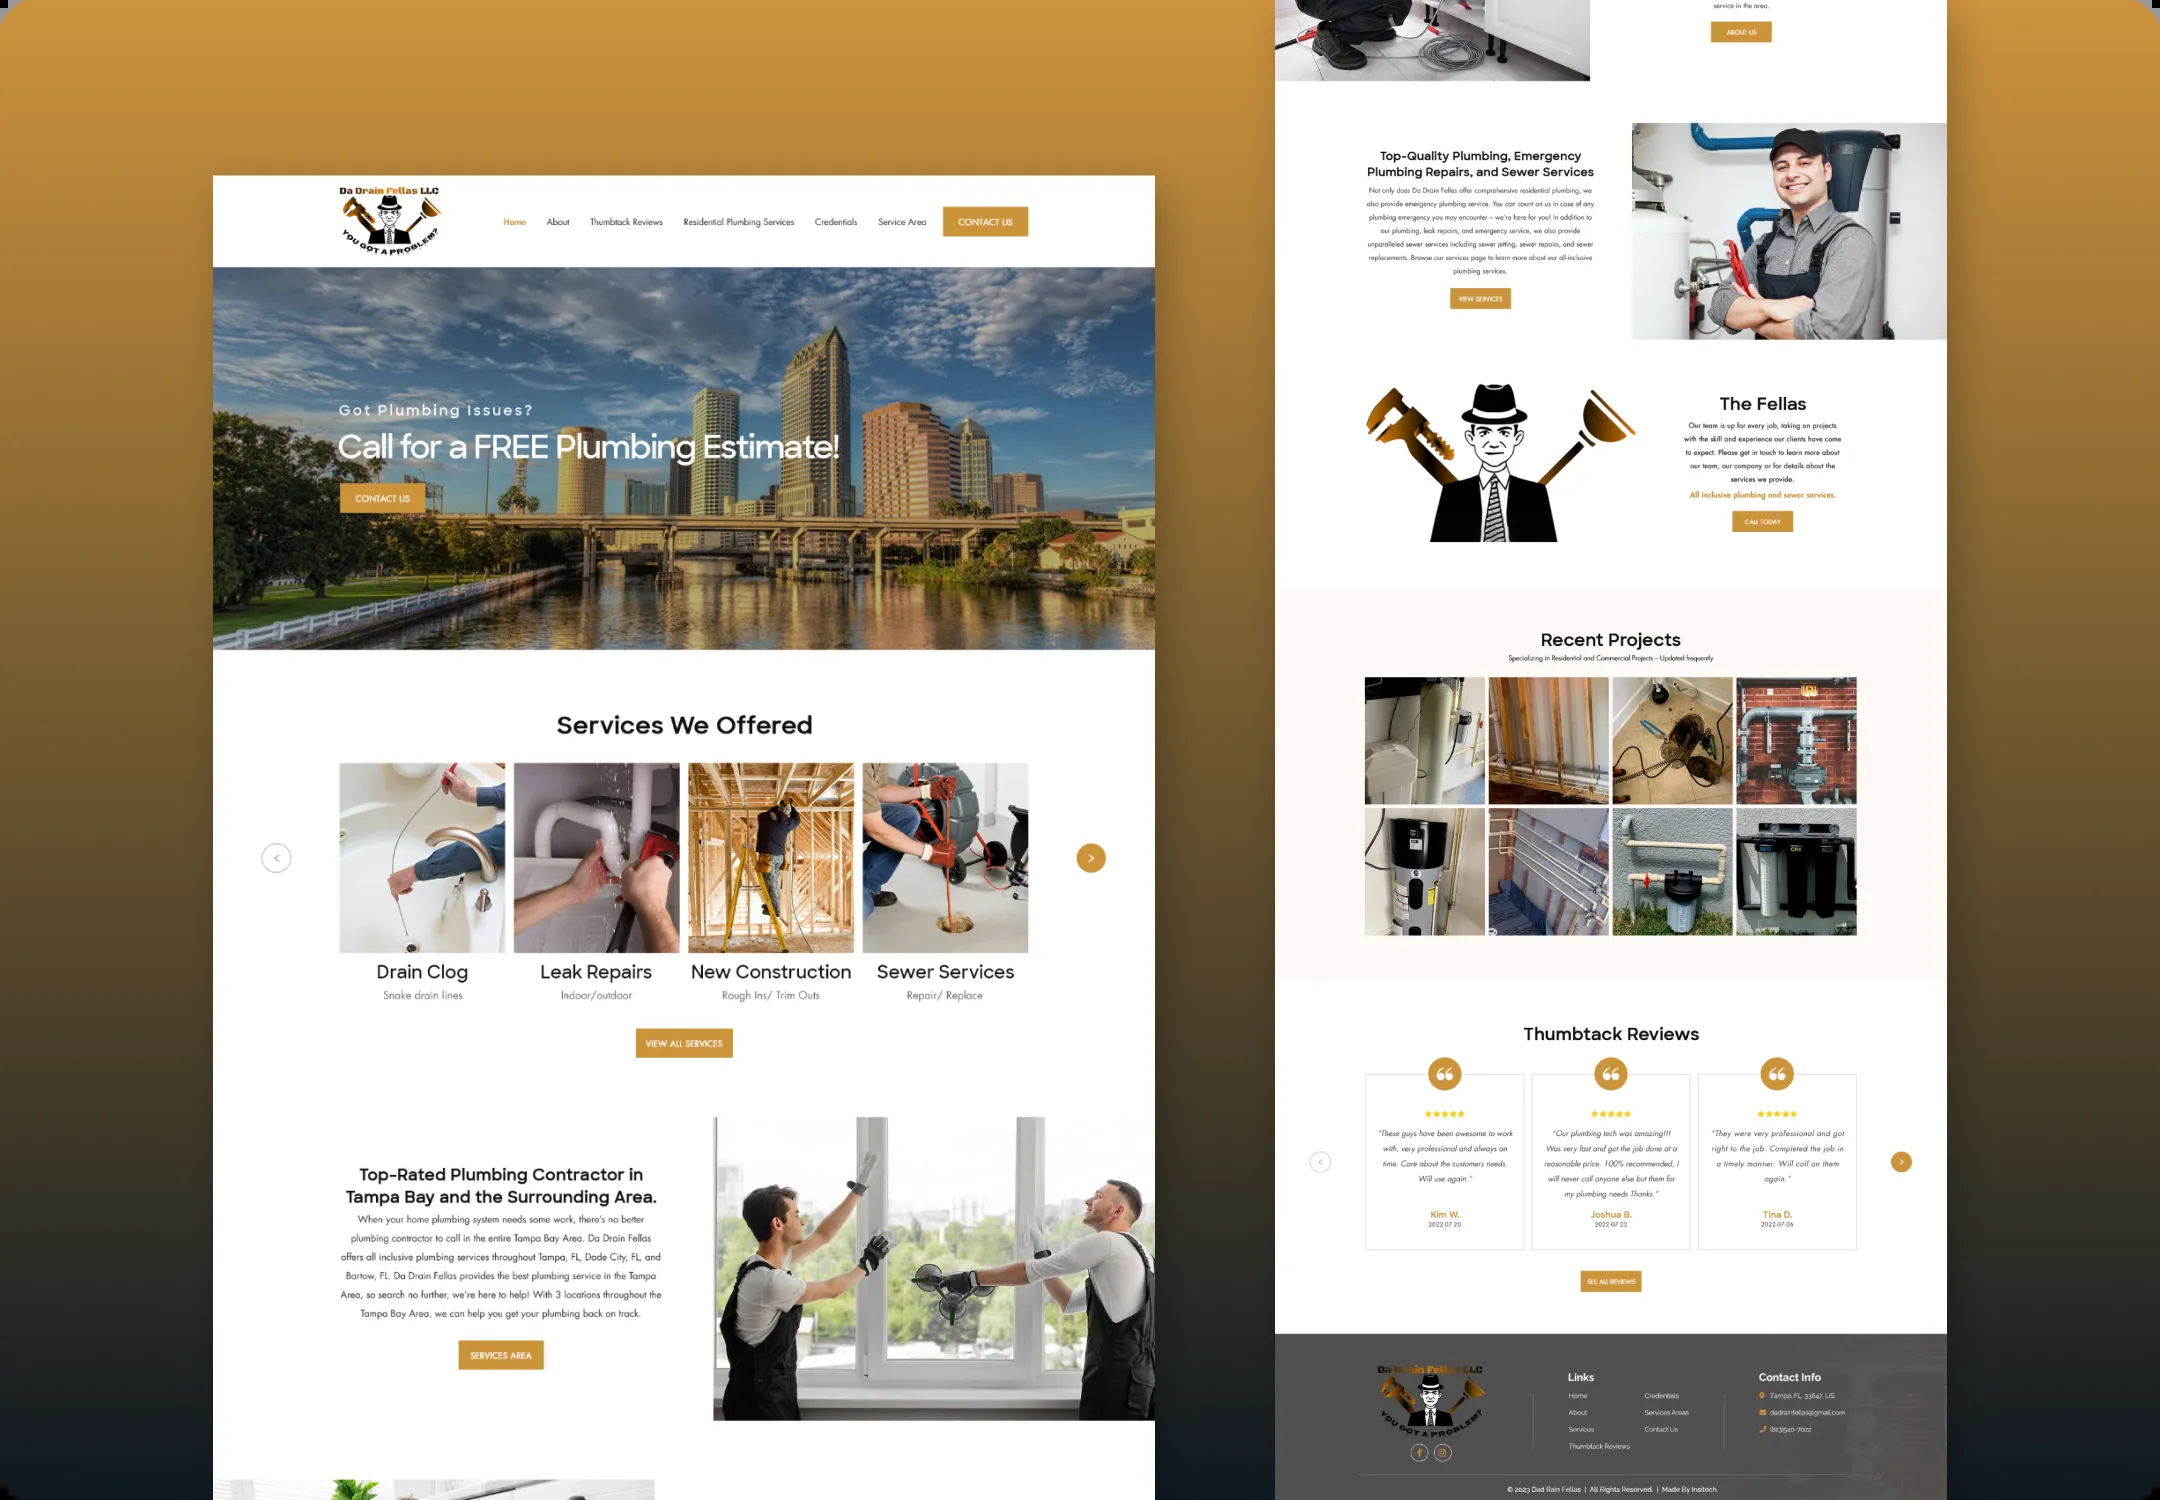 Da Drain Fellas LLC
YOU GOT A PROBLEM?
Home
About
Thumbtack Reviews
Residential Plumbing Services
Credentials
Service Area
CONTACT US
Got Plumbing Issues?
Call for a FREE Plumbing Estimate!
CONTACT US
Services We Offered
<
>
Drain Clog
Snake drain lines
Leak Repairs
Indoor/outdoor
New Construction
Rough Ins/ Trim Outs
Sewer Services
Repair/ Replace
VIEW ALL SERVICES
Top-Rated Plumbing Contractor in
Tampa Bay and the Surrounding Area.
When your home plumbing system needs some work, there's no better
plumbing contractor to call in the entire Tampa Bay Area. Da Drain Fellas
offers all inclusive plumbing services throughout Tampa, FL, Dade City, FL, and
Bartow, FL. Da Drain Fellas provides the best plumbing service in the Tampa
Area, so search no further, we're here to help! With 3 locations throughout the
Tampa Bay Area, we can help you get your plumbing back on track.
SERVICES AREA
service in the area.
ABOUT US
Top-Quality Plumbing, Emergency
Plumbing Repairs, and Sewer Services
Not only does Da Drain Fellas offer comprehensive residential plumbing, we
also provide emergency plumbing service. You can count on us in case of any
plumbing emergency you may encounter – we're here for you! In addition to
our plumbing, leak repairs, and emergency service, we also provide
unparalleled sewer services including sewer jetting, sewer repairs, and sewer
replacements. Browse our services page to learn more about our all-inclusive
plumbing services.
VIEW SERVICES
The Fellas
Our team is up for every job, taking on projects
with the skill and experience our clients have come
to expect. Please get in touch to learn more about
our team, our company or for details about the
services we provide.
All inclusive plumbing and sewer services.
CALL TODAY
Recent Projects
Specializing in Residential and Commercial Projects – Updated frequently
Thumbtack Reviews
"These guys have been awesome to work
with, very professional and always on
time. Care about the customers needs.
Will use again."
Kim W.
2022-07-20
"Our plumbing tech was amazing!!!
Was very fast and got the job done at a
reasonable price. 100% recommended, I
will never call anyone else but them for
my plumbing needs Thanks."
Joshua B.
2022-07-22
"They were very professional and got
right to the job. Completed the job in
a timely manner. Will call on them
again."
Tina D.
2022-07-06
SEE ALL REVIEWS
Da Drain Fellas LLC
YOU GOT A PROBLEM?
Links
Home
About
Services
Thumbtack Reviews
Credentials
Services Areas
Contact Us
Contact Info
Tampa, FL, 33647, US.
dadrainfellas@gmail.com
(813)540-7022
© 2023 Dad Rain Fellas | All Rights Reserved. | Made By Insitech.